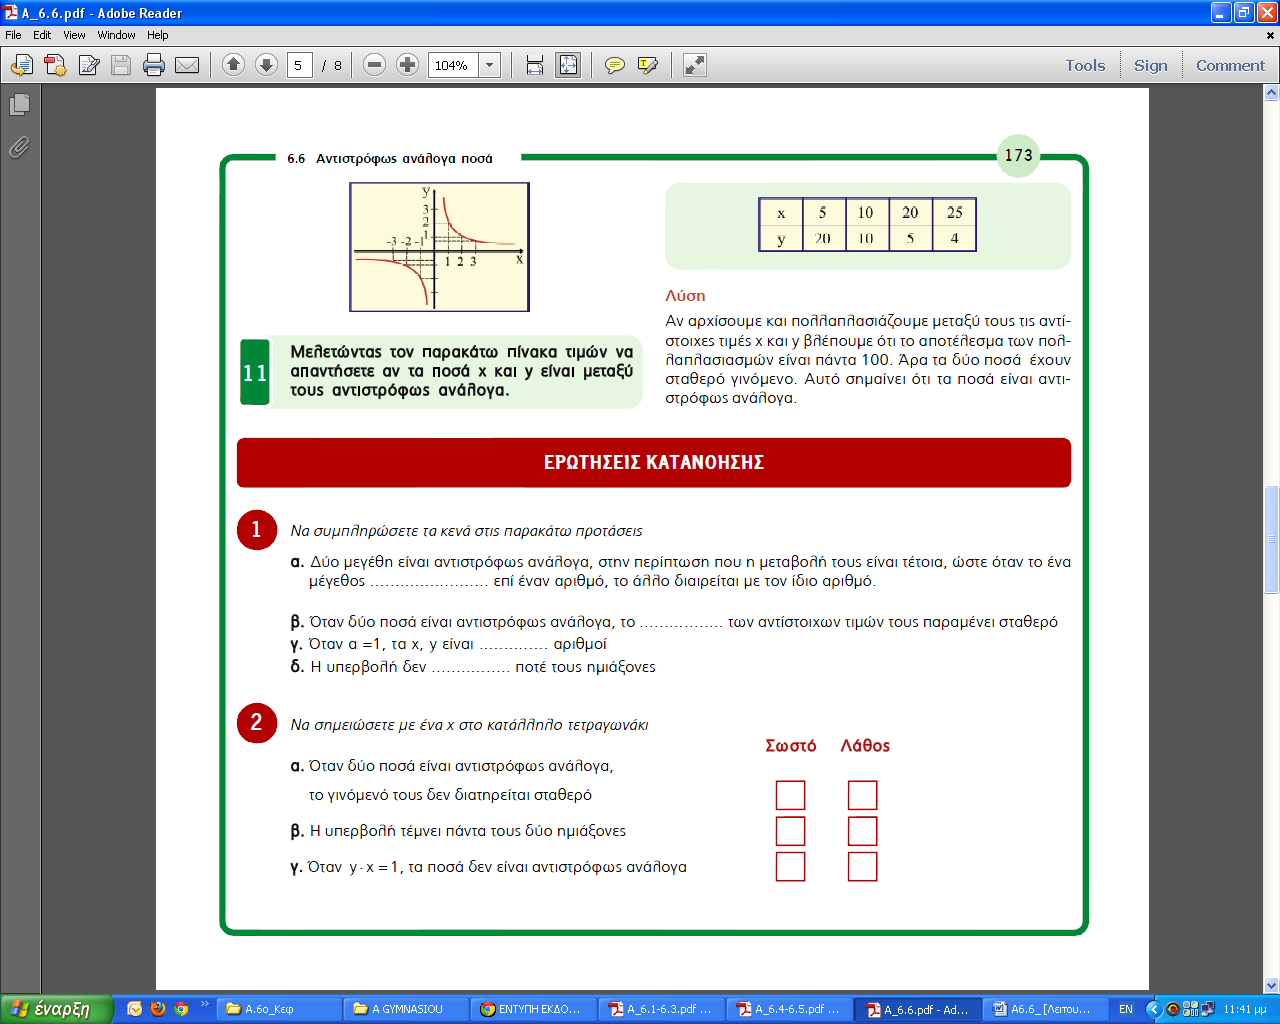 A_6.6.pdf - Adobe Reader
File Edit View Window Help
5 / 8 104% Tools Sign Comment
6.6 Αντιστρόφως ανάλογα ποσά
173
y
3
2
1
-3 -2 -1
1 2 3
x
x 5 10 20 25
y 20 10 5 4
11
Μελετώντας τον παρακάτω πίνακα τιμών να
απαντήσετε αν τα ποσά x και y είναι μεταξύ
τους αντιστρόφως ανάλογα.
Λύση
Αν αρχίσουμε και πολλαπλασιάζουμε μεταξύ τους τις αντί-
στοιχες τιμές x και y βλέπουμε ότι το αποτέλεσμα των πολ-
λαπλασιασμών είναι πάντα 100. Άρα τα δύο ποσά έχουν
σταθερό γινόμενο. Αυτό σημαίνει ότι τα ποσά είναι αντι-
στρόφως ανάλογα.
ΕΡΩΤΗΣΕΙΣ ΚΑΤΑΝΟΗΣΗΣ
1 Να συμπληρώσετε τα κενά στις παρακάτω προτάσεις
α. Δύο μεγέθη είναι αντιστρόφως ανάλογα, στην περίπτωση που η μεταβολή τους είναι τέτοια, ώστε όταν το ένα
μέγεθος ........................ επί έναν αριθμό, το άλλο διαιρείται με τον ίδιο αριθμό.
β. Όταν δύο ποσά είναι αντιστρόφως ανάλογα, το ................. των αντίστοιχων τιμών τους παραμένει σταθερό
γ. Όταν α =1, τα x, y είναι .............. αριθμοί
δ. Η υπερβολή δεν ................ ποτέ τους ημιάξονες
2 Να σημειώσετε με ένα x στο κατάλληλο τετραγωνάκι
Σωστό Λάθος
α. Όταν δύο ποσά είναι αντιστρόφως ανάλογα,
το γινόμενό τους δεν διατηρείται σταθερό
β. Η υπερβολή τέμνει πάντα τους δύο ημιάξονες
γ. Όταν y · x = 1, τα ποσά δεν είναι αντιστρόφως ανάλογα
έναρξη A.6ο_Κεφ A GYMNASIOU ΕΝΤΥΠΗ ΕΚΔΟ... A_6.1-6.3.pdf ... A_6.4-6.5.pdf ... A_6.6.pdf - Ad... A6.6_ [Λειτου... EN 11:41 μμ